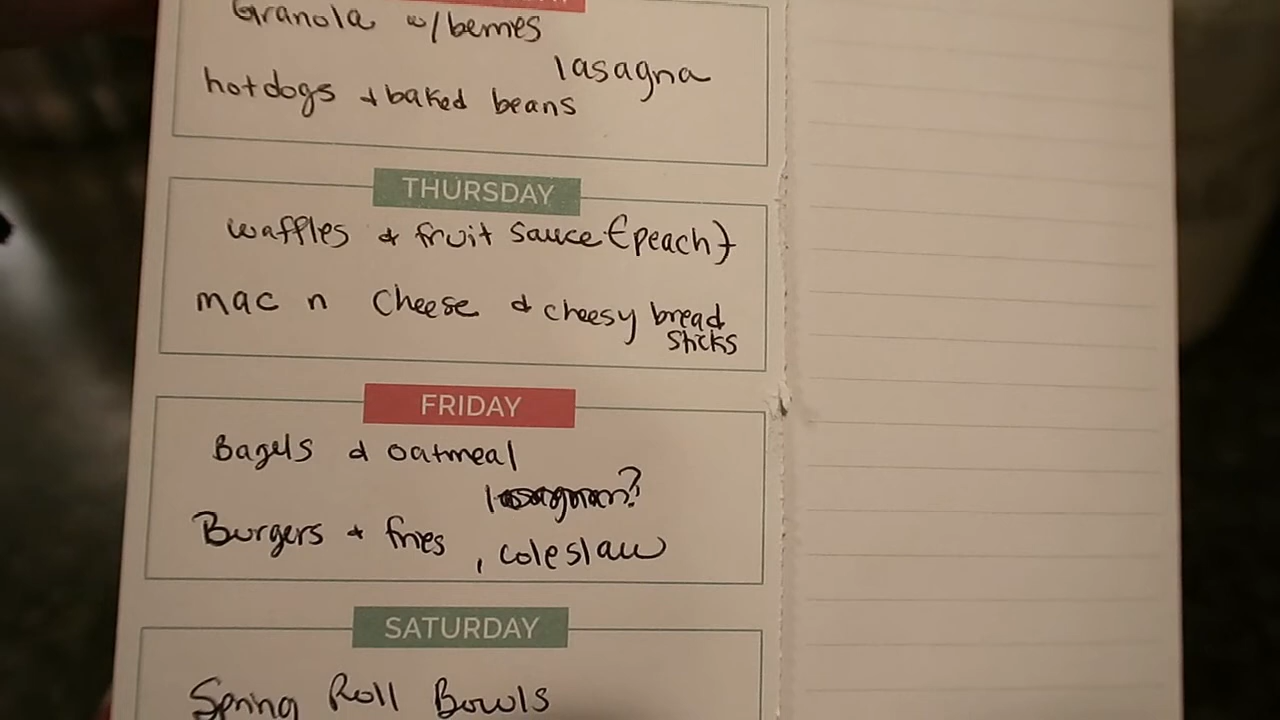 Granola w/berries
lasagna
hotdogs & baked beans
THURSDAY
waffles & fruit sauce (peach)
mac n cheese & cheesy bread
sticks
FRIDAY
Bagels & oatmeal
Burgers & fries , coleslaw
SATURDAY
Spring Roll Bowls